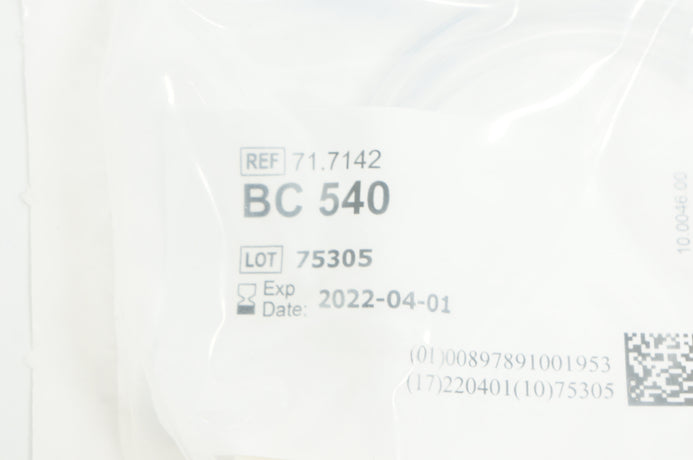 REF 71.7142
BC 540
LOT 75305
Exp
Date: 2022-04-01
(01)00897891001953
(17)220401(10)75305
10.0046.00